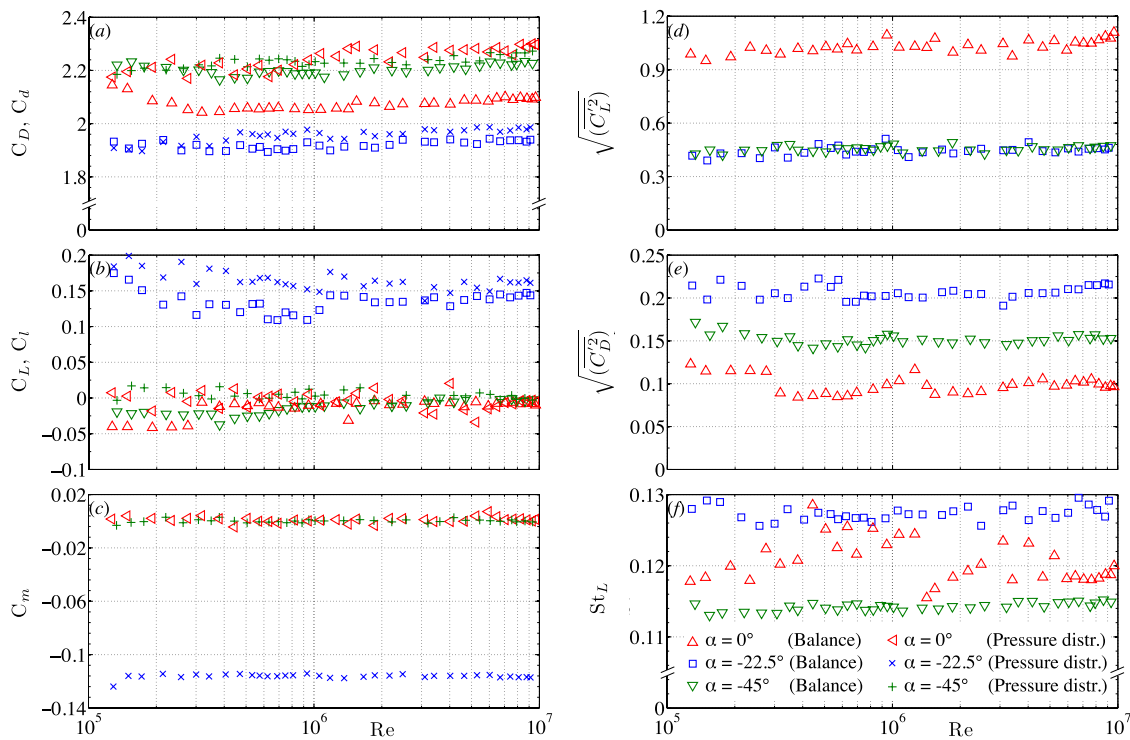 (a)
2.4
2.2
2
1.8
0
C_D, C_d
(b)
0.2
0.15
0.1
0.05
0
−0.05
−0.1
C_L, C_l
(c)
0.02
−0.02
−0.06
−0.1
−0.14
C_m
10^5
10^6
10^7
Re
(d)
1.2
0.9
0.6
0.3
0
√(C_L'^2)
(e)
0.25
0.2
0.15
0.1
0.05
0
√(C_D'^2)
(f)
0.13
0.12
0.11
0
St_L
α = 0° (Balance) α = 0° (Pressure distr.)
α = -22.5° (Balance) α = -22.5° (Pressure distr.)
α = -45° (Balance) α = -45° (Pressure distr.)
10^5
10^6
10^7
Re